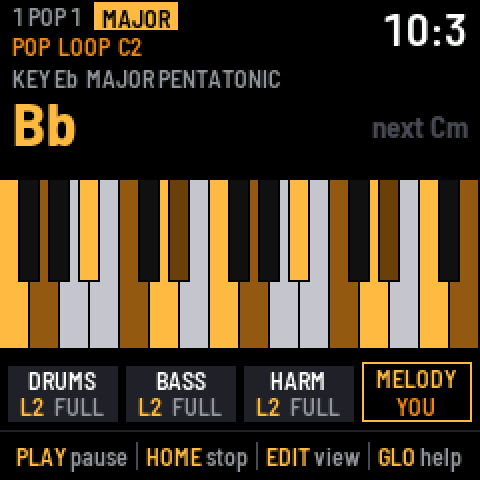 1 POP 1 MAJOR
10:3
POP LOOP C2
KEY Eb MAJOR PENTATONIC
Bb
next Cm
DRUMS BASS HARM MELODY
L2 FULL L2 FULL L2 FULL YOU
PLAY pause HOME stop EDIT view GLO help